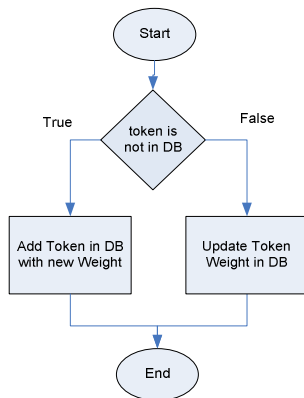 Start
token is
not in DB
True
False
Add Token in DB
with new Weight
Update Token
Weight in DB
End